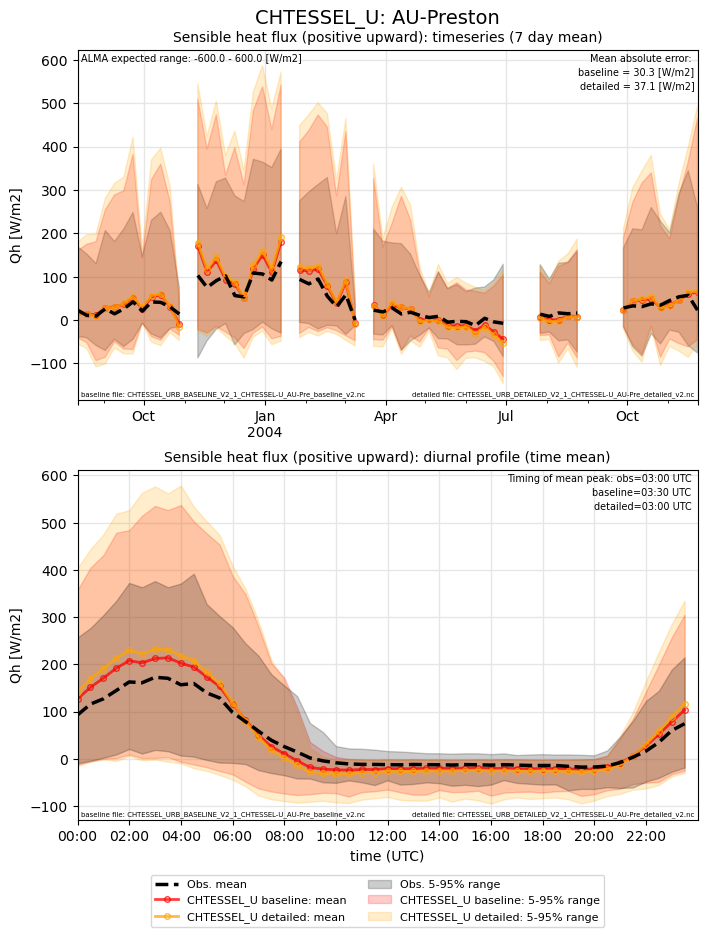 CHTESSEL_U: AU-Preston
Sensible heat flux (positive upward): timeseries (7 day mean)
ALMA expected range: -600.0 - 600.0 [W/m2]
Mean absolute error:
baseline = 30.3 [W/m2]
detailed = 37.1 [W/m2]
600
500
400
300
200
100
0
−100
Qh [W/m2]
baseline file: CHTESSEL_URB_BASELINE_V2_1_CHTESSEL-U_AU-Pre_baseline_v2.nc
detailed file: CHTESSEL_URB_DETAILED_V2_1_CHTESSEL-U_AU-Pre_detailed_v2.nc
Oct Jan Apr Jul Oct
2004
Sensible heat flux (positive upward): diurnal profile (time mean)
Timing of mean peak: obs=03:00 UTC
baseline=03:30 UTC
detailed=03:00 UTC
600
500
400
300
200
100
0
−100
Qh [W/m2]
baseline file: CHTESSEL_URB_BASELINE_V2_1_CHTESSEL-U_AU-Pre_baseline_v2.nc
detailed file: CHTESSEL_URB_DETAILED_V2_1_CHTESSEL-U_AU-Pre_detailed_v2.nc
00:00 02:00 04:00 06:00 08:00 10:00 12:00 14:00 16:00 18:00 20:00 22:00
time (UTC)
Obs. mean
CHTESSEL_U baseline: mean
CHTESSEL_U detailed: mean
Obs. 5-95% range
CHTESSEL_U baseline: 5-95% range
CHTESSEL_U detailed: 5-95% range